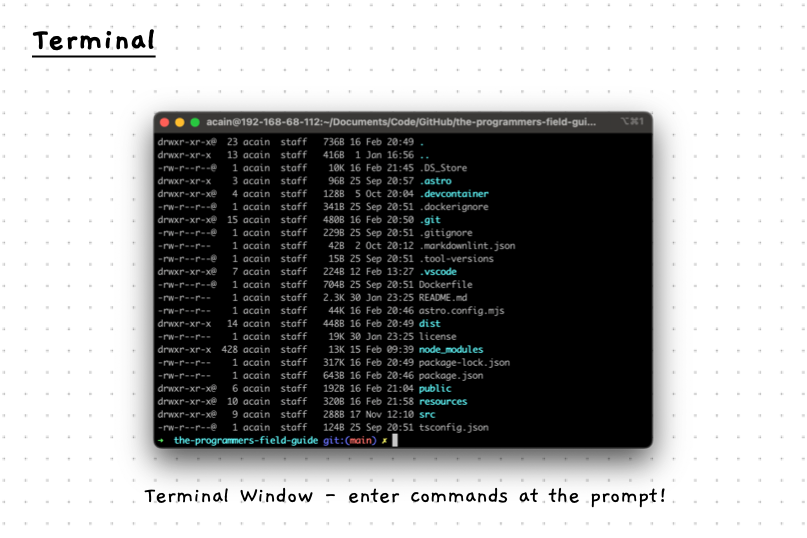 Terminal
acain@192-168-68-112:~/Documents/Code/GitHub/the-programmers-field-gui... ⌥⌘1
drwxr-xr-x@ 23 acain staff 736B 16 Feb 20:49 .
drwxr-xr-x 13 acain staff 416B 1 Jan 16:56 ..
-rw-r--r--@ 1 acain staff 10K 16 Feb 21:45 .DS_Store
drwxr-xr-x 3 acain staff 96B 25 Sep 20:57 .astro
drwxr-xr-x@ 4 acain staff 128B 5 Oct 20:04 .devcontainer
-rw-r--r--@ 1 acain staff 341B 25 Sep 20:51 .dockerignore
drwxr-xr-x@ 15 acain staff 480B 16 Feb 20:50 .git
-rw-r--r--@ 1 acain staff 229B 25 Sep 20:51 .gitignore
-rw-r--r-- 1 acain staff 42B 2 Oct 20:12 .markdownlint.json
-rw-r--r-- 1 acain staff 15B 25 Sep 20:51 .tool-versions
drwxr-xr-x@ 7 acain staff 224B 12 Feb 13:27 .vscode
-rw-r--r--@ 1 acain staff 704B 25 Sep 20:51 Dockerfile
-rw-r--r-- 1 acain staff 2.3K 30 Jan 23:25 README.md
-rw-r--r-- 1 acain staff 44K 16 Feb 20:46 astro.config.mjs
drwxr-xr-x 14 acain staff 448B 16 Feb 20:49 dist
-rw-r--r-- 1 acain staff 19K 30 Jan 23:25 license
drwxr-xr-x 428 acain staff 13K 15 Feb 09:39 node_modules
-rw-r--r-- 1 acain staff 317K 16 Feb 20:49 package-lock.json
-rw-r--r-- 1 acain staff 643B 16 Feb 20:46 package.json
drwxr-xr-x@ 6 acain staff 192B 16 Feb 21:04 public
drwxr-xr-x@ 10 acain staff 320B 16 Feb 21:58 resources
drwxr-xr-x@ 9 acain staff 288B 17 Nov 12:10 src
-rw-r--r--@ 1 acain staff 124B 25 Sep 20:51 tsconfig.json
→ the-programmers-field-guide git:(main) ✗
Terminal Window - enter commands at the prompt!